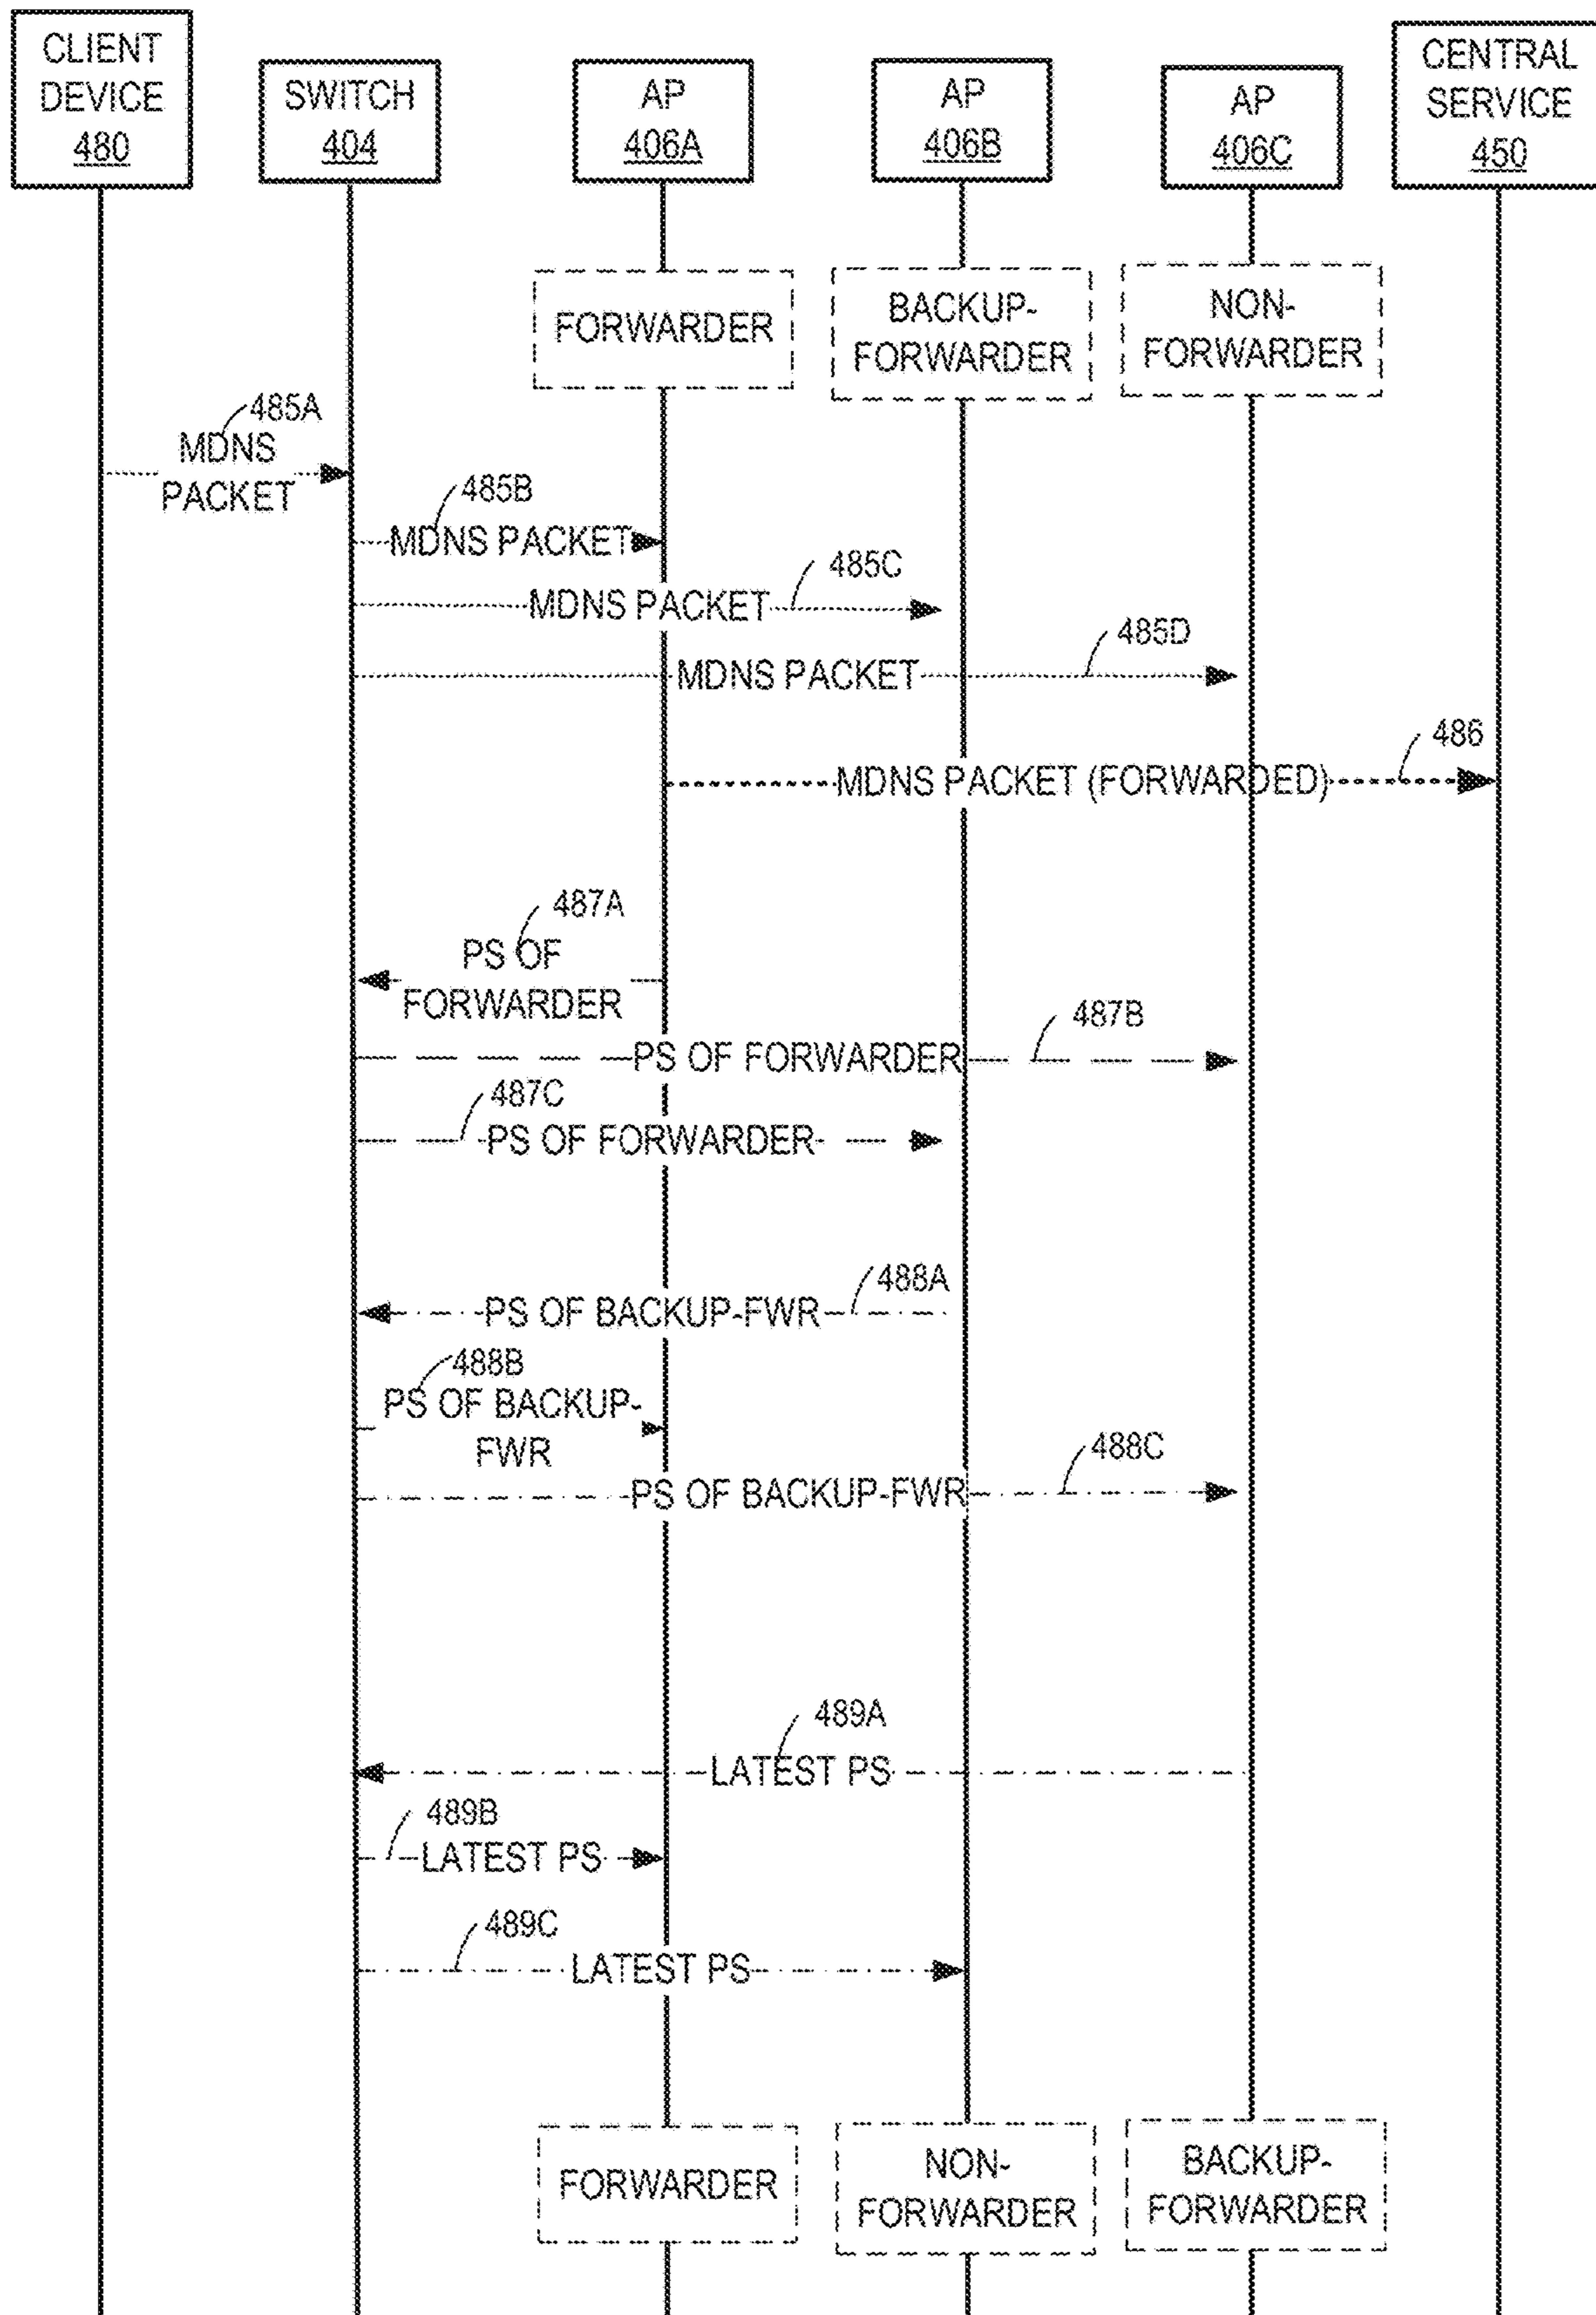 CLIENT
DEVICE
480
SWITCH
404
AP
406A
AP
406B
AP
406C
CENTRAL
SERVICE
450
FORWARDER
BACKUP-
FORWARDER
NON-
FORWARDER
485A
MDNS
PACKET
485B
MDNS PACKET
485C
MDNS PACKET
485D
MDNS PACKET
486
MDNS PACKET (FORWARDED)
487A
PS OF
FORWARDER
487B
PS OF FORWARDER
487C
PS OF FORWARDER
488A
PS OF BACKUP-FWR
488B
PS OF BACKUP-
FWR
488C
PS OF BACKUP-FWR
489A
LATEST PS
489B
LATEST PS
489C
LATEST PS
FORWARDER
NON-
FORWARDER
BACKUP-
FORWARDER